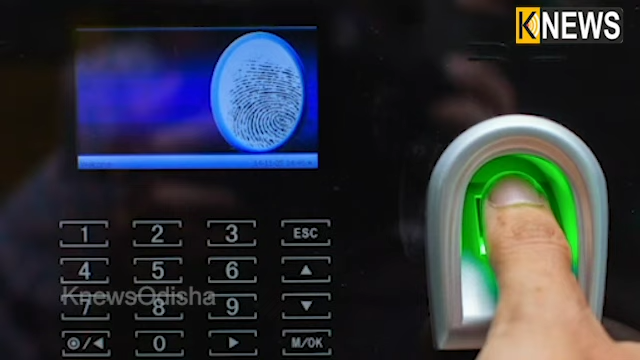 KNEWS
1 2 3 ESC
4 5 6 ▲
KnewsOdisha
7 8 9 ▼
◎/◀ 0 ▶ M/OK